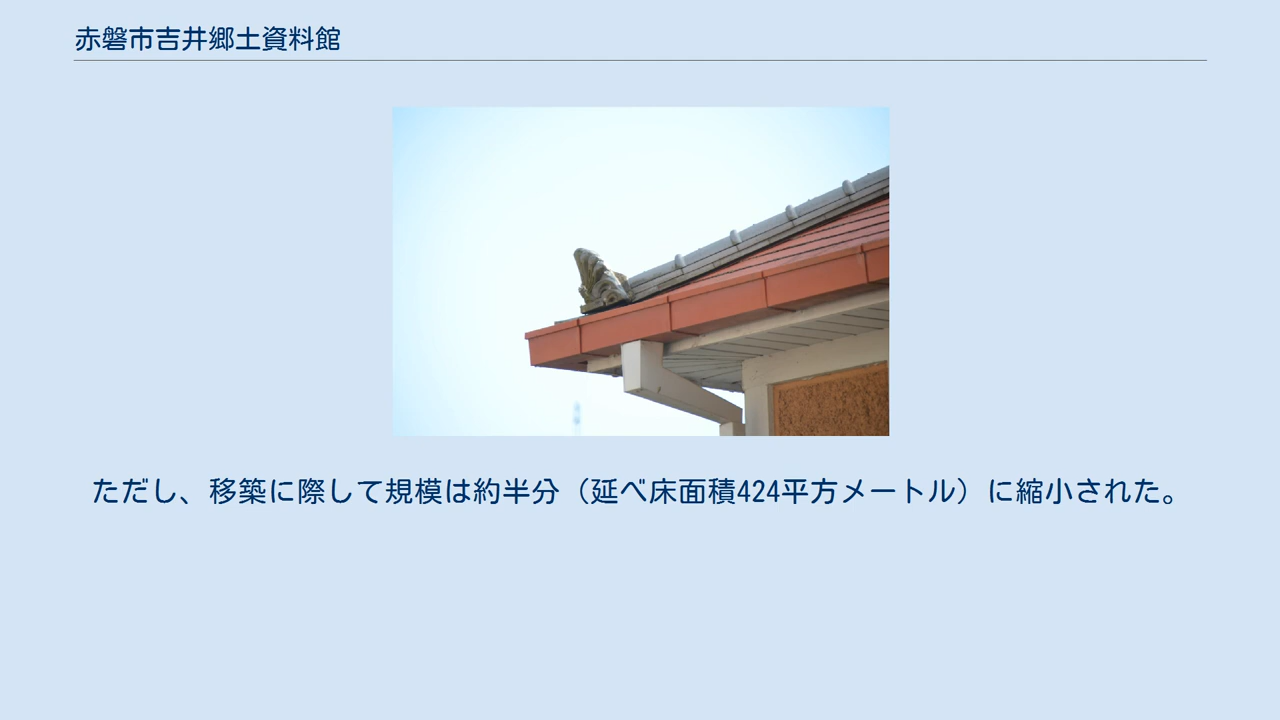 赤磐市吉井郷土資料館
ただし、移築に際して規模は約半分（延べ床面積424平方メートル）に縮小された。